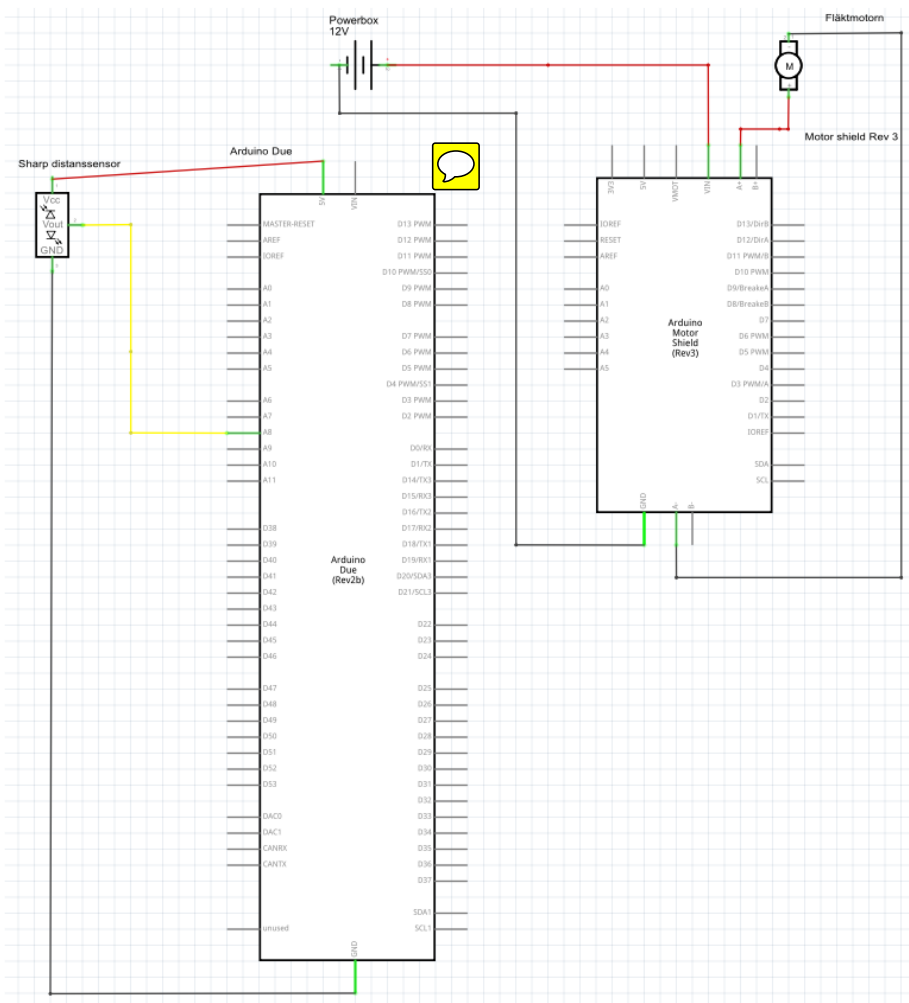 Powerbox
12V
Fläktmotorn
M
Motor shield Rev 3
Arduino Due
Sharp distanssensor
Vcc
Vout
GND
5V
VIN
MASTER-RESET
AREF
IOREF
A0
A1
A2
A3
A4
A5
A6
A7
A8
A9
A10
A11
D38
D39
D40
D41
D42
D43
D44
D45
D46
D47
D48
D49
D50
D51
D52
D53
DAC0
DAC1
CANRX
CANTX
unused
D13 PWM
D12 PWM
D11 PWM
D10 PWM/SS0
D9 PWM
D8 PWM
D7 PWM
D6 PWM
D5 PWM
D4 PWM/SS1
D3 PWM
D2 PWM
D0/RX
D1/TX
D14/TX3
D15/RX3
D16/TX2
D17/RX2
D18/TX1
D19/RX1
D20/SDA3
D21/SCL3
D22
D23
D24
D25
D26
D27
D28
D29
D30
D31
D32
D33
D34
D35
D36
D37
SDA1
SCL1
Arduino
Due
(Rev2b)
GND
3V3
5V
VMOT
VIN
A+
B+
IOREF
RESET
AREF
A0
A1
A2
A3
A4
A5
D13/DirB
D12/DirA
D11 PWM/B
D10 PWM
D9/BreakeA
D8/BreakeB
D7
D6 PWM
D5 PWM
D4
D3 PWM/A
D2
D1/TX
IOREF
SDA
SCL
Arduino
Motor
Shield
(Rev3)
GND
A-
B-